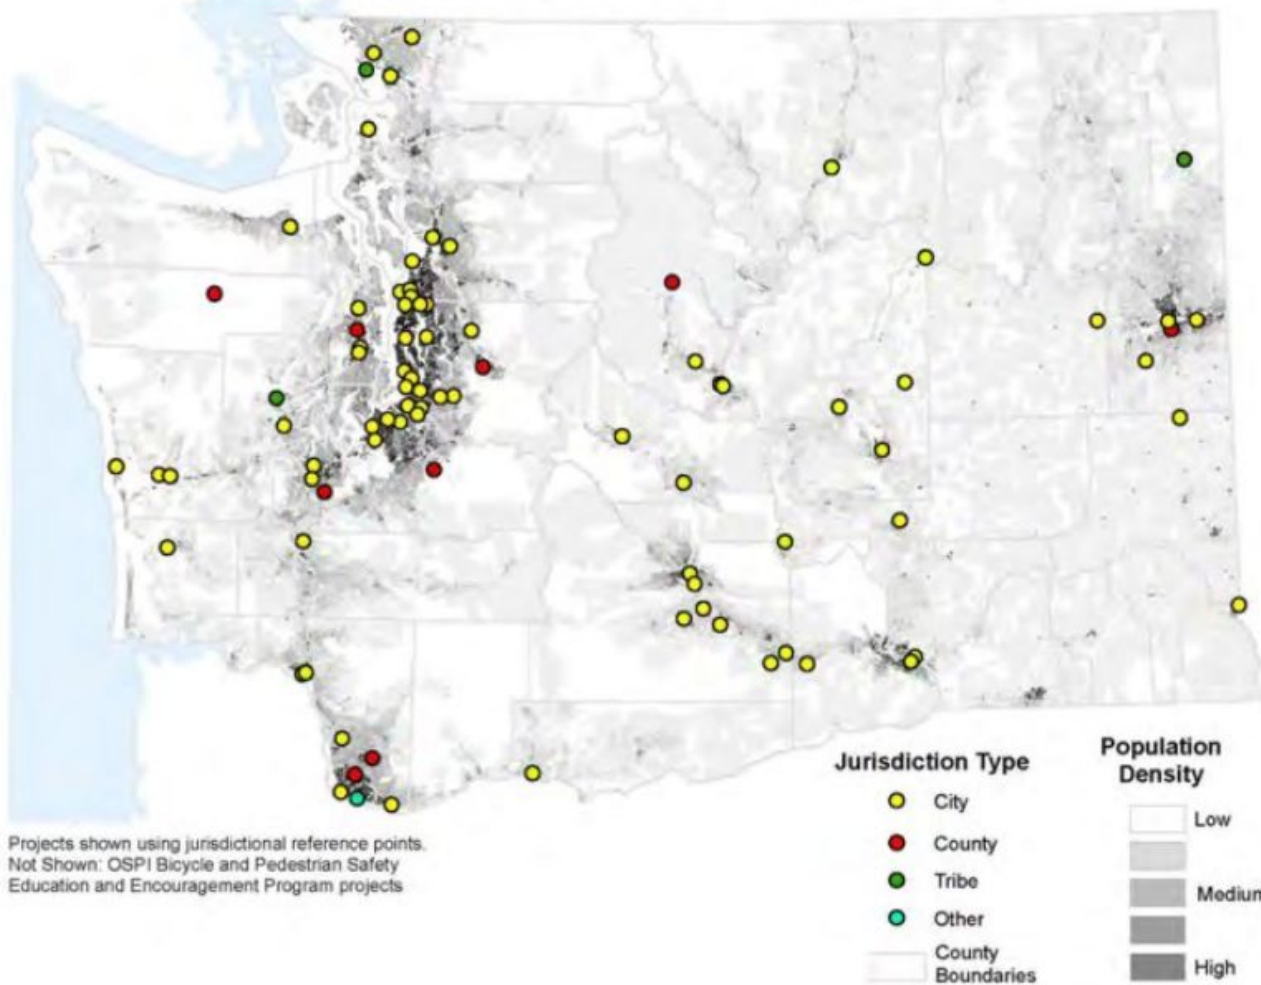 Projects shown using jurisdictional reference points.
Not Shown: OSPI Bicycle and Pedestrian Safety
Education and Encouragement Program projects
Jurisdiction Type
City
County
Tribe
Other
County
Boundaries
Population
Density
Low
Medium
High